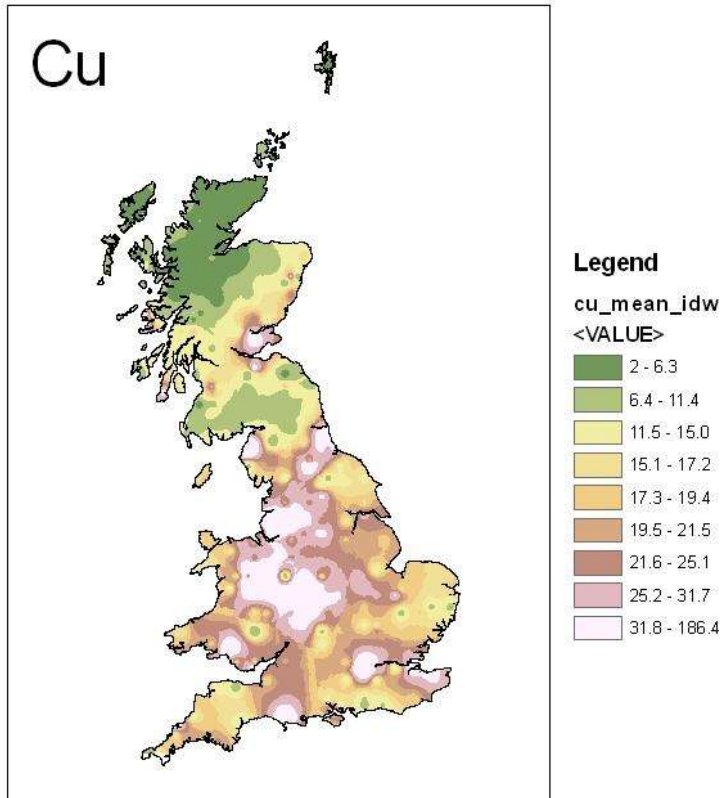 Cu
Legend
cu_mean_idw
<VALUE>
2 - 6.3
6.4 - 11.4
11.5 - 15.0
15.1 - 17.2
17.3 - 19.4
19.5 - 21.5
21.6 - 25.1
25.2 - 31.7
31.8 - 186.4